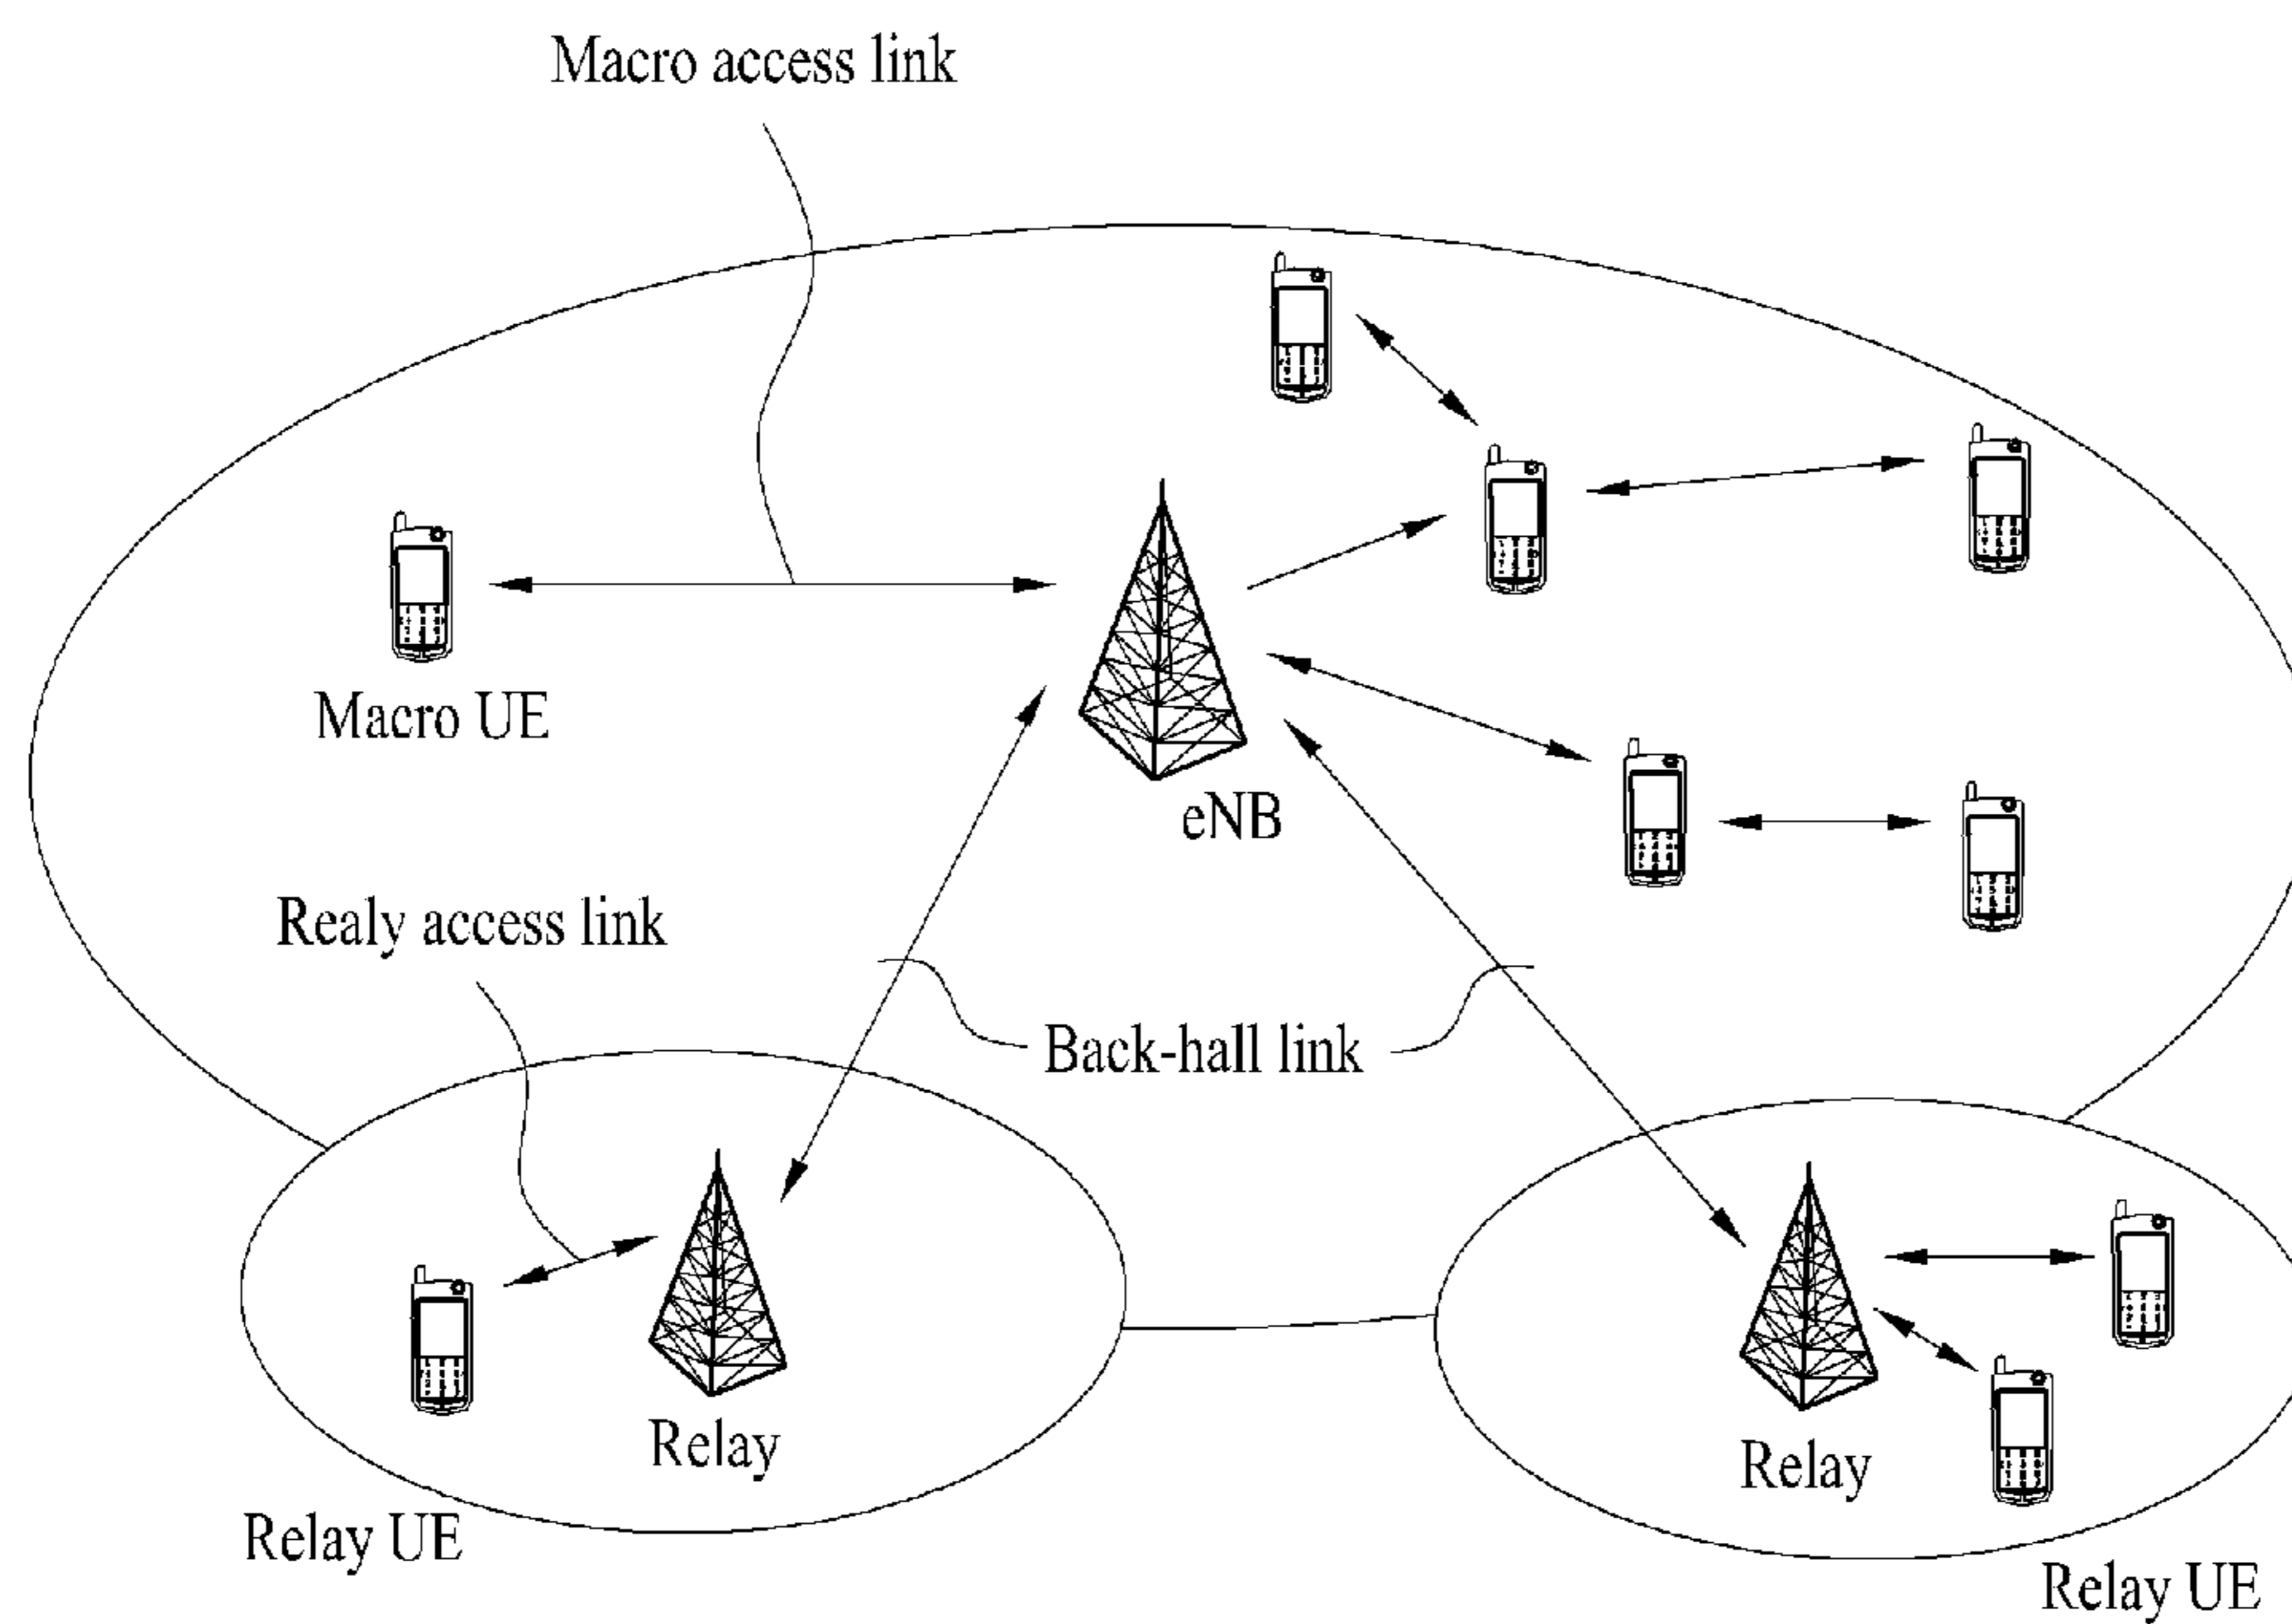 Macro access link
Macro UE
eNB
Realy access link
Back-hall link
Relay
Relay
Relay UE
Relay UE